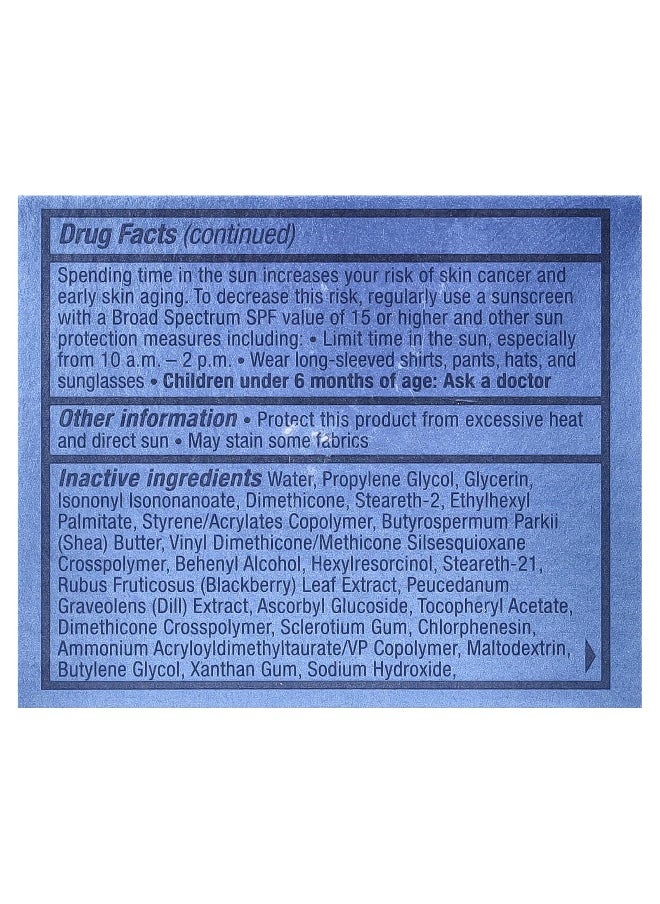 Drug Facts (continued)
Spending time in the sun increases your risk of skin cancer and
early skin aging. To decrease this risk, regularly use a sunscreen
with a Broad Spectrum SPF value of 15 or higher and other sun
protection measures including: • Limit time in the sun, especially
from 10 a.m. – 2 p.m. • Wear long-sleeved shirts, pants, hats, and
sunglasses • Children under 6 months of age: Ask a doctor
Other information • Protect this product from excessive heat
and direct sun • May stain some fabrics
Inactive ingredients Water, Propylene Glycol, Glycerin,
Isononyl Isononanoate, Dimethicone, Steareth-2, Ethylhexyl
Palmitate, Styrene/Acrylates Copolymer, Butyrospermum Parkii
(Shea) Butter, Vinyl Dimethicone/Methicone Silsesquioxane
Crosspolymer, Behenyl Alcohol, Hexylresorcinol, Steareth-21,
Rubus Fruticosus (Blackberry) Leaf Extract, Peucedanum
Graveolens (Dill) Extract, Ascorbyl Glucoside, Tocopheryl Acetate,
Dimethicone Crosspolymer, Sclerotium Gum, Chlorphenesin,
Ammonium Acryloyldimethyltaurate/VP Copolymer, Maltodextrin,
Butylene Glycol, Xanthan Gum, Sodium Hydroxide,